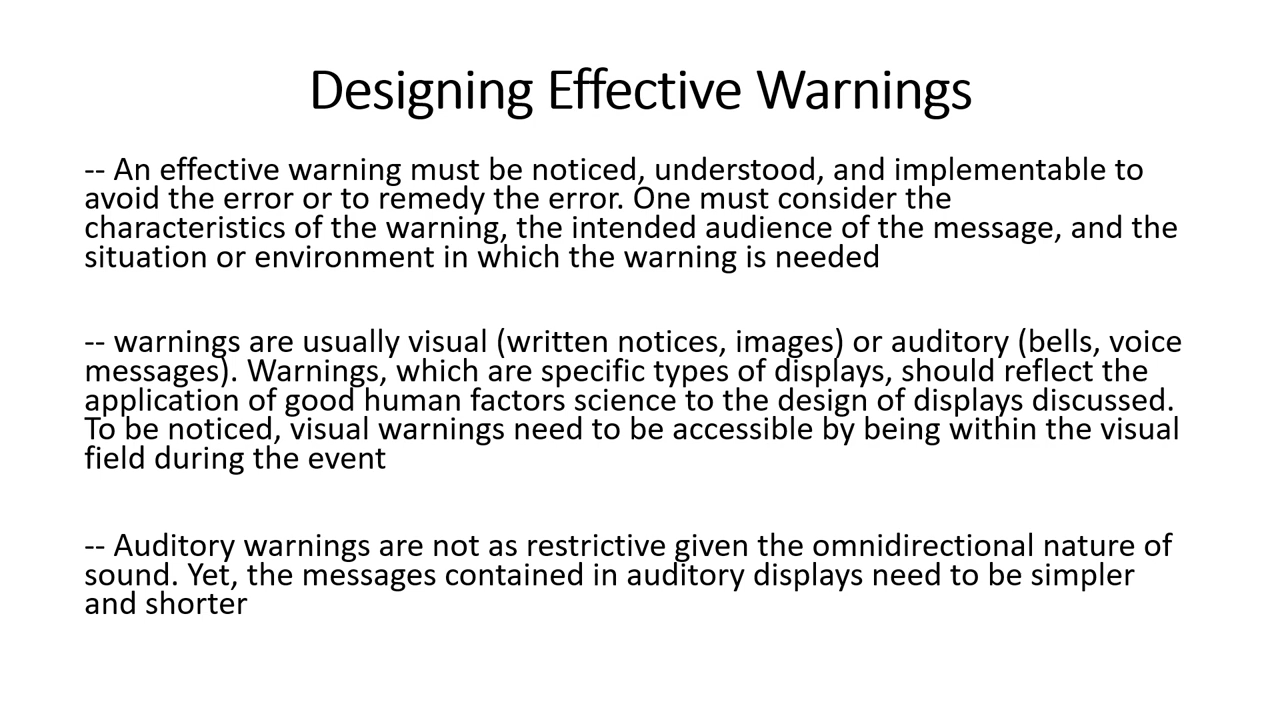 Designing Effective Warnings
-- An effective warning must be noticed, understood, and implementable to
avoid the error or to remedy the error. One must consider the
characteristics of the warning, the intended audience of the message, and the
situation or environment in which the warning is needed
-- warnings are usually visual (written notices, images) or auditory (bells, voice
messages). Warnings, which are specific types of displays, should reflect the
application of good human factors science to the design of displays discussed.
To be noticed, visual warnings need to be accessible by being within the visual
field during the event
-- Auditory warnings are not as restrictive given the omnidirectional nature of
sound. Yet, the messages contained in auditory displays need to be simpler
and shorter